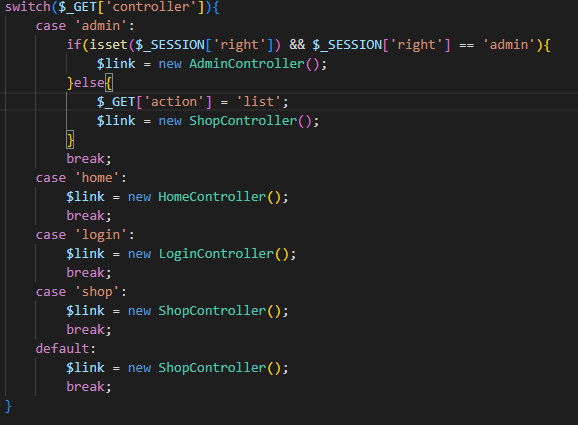 switch($_GET['controller']){
    case 'admin':
        if(isset($_SESSION['right']) && $_SESSION['right'] == 'admin'){
            $link = new AdminController();
        }else{
            $_GET['action'] = 'list';
            $link = new ShopController();
        }
        break;
    case 'home':
        $link = new HomeController();
        break;
    case 'login':
        $link = new LoginController();
        break;
    case 'shop':
        $link = new ShopController();
        break;
    default:
        $link = new ShopController();
        break;
}